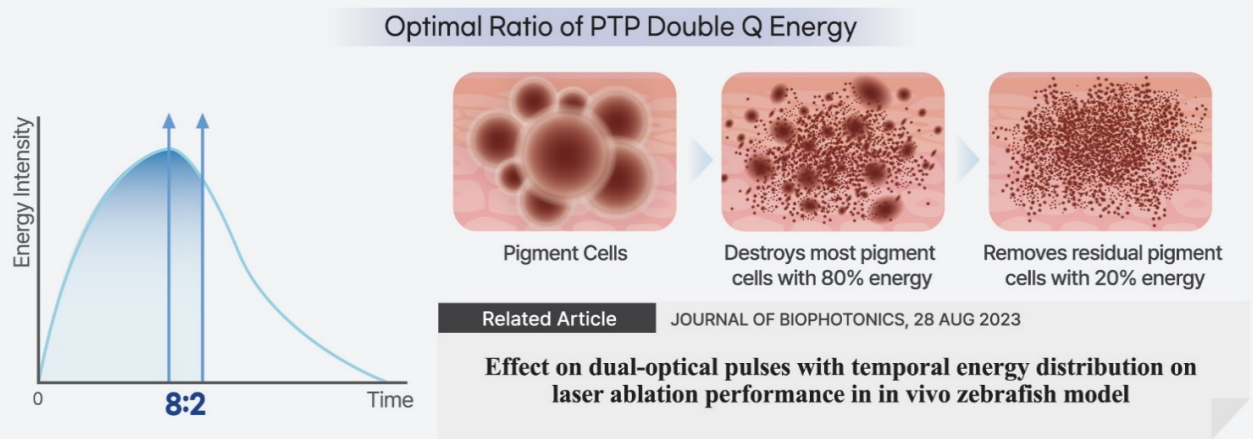 Optimal Ratio of PTP Double Q Energy
Energy Intensity
0
8:2
Time
Pigment Cells
Destroys most pigment
cells with 80% energy
Removes residual pigment
cells with 20% energy
Related Article
JOURNAL OF BIOPHOTONICS, 28 AUG 2023
Effect on dual-optical pulses with temporal energy distribution on
laser ablation performance in in vivo zebrafish model